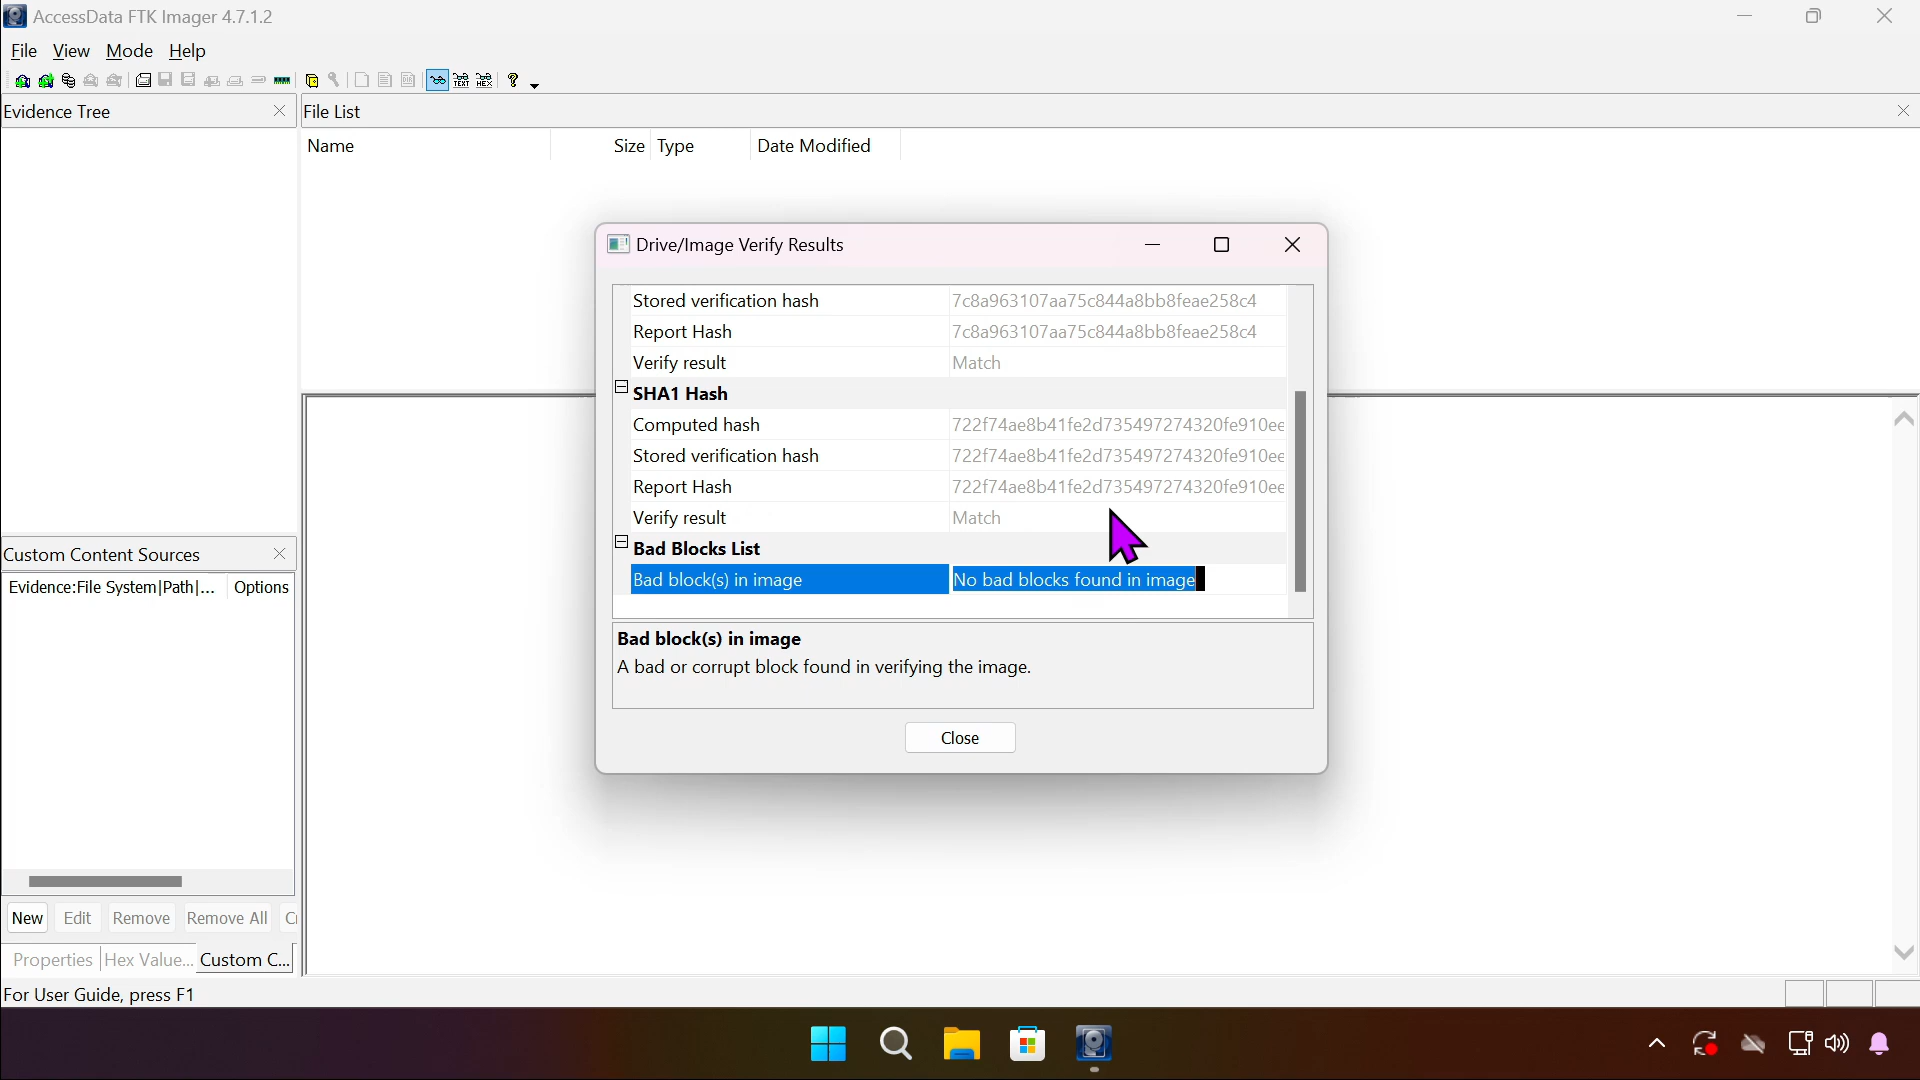 AccessData FTK Imager 4.7.1.2
File View Mode Help
Evidence Tree
File List
Name Size Type Date Modified
Drive/Image Verify Results
Stored verification hash 7c8a963107aa75c844a8bb8feae258c4
Report Hash 7c8a963107aa75c844a8bb8feae258c4
Verify result Match
SHA1 Hash
Computed hash 722f74ae8b41fe2d735497274320fe910ee
Stored verification hash 722f74ae8b41fe2d735497274320fe910ee
Report Hash 722f74ae8b41fe2d735497274320fe910ee
Verify result Match
Bad Blocks List
Bad block(s) in image No bad blocks found in image
Bad block(s) in image
A bad or corrupt block found in verifying the image.
Close
Custom Content Sources
Evidence:File System|Path|... Options
New Edit Remove Remove All
Properties Hex Value... Custom C...
For User Guide, press F1